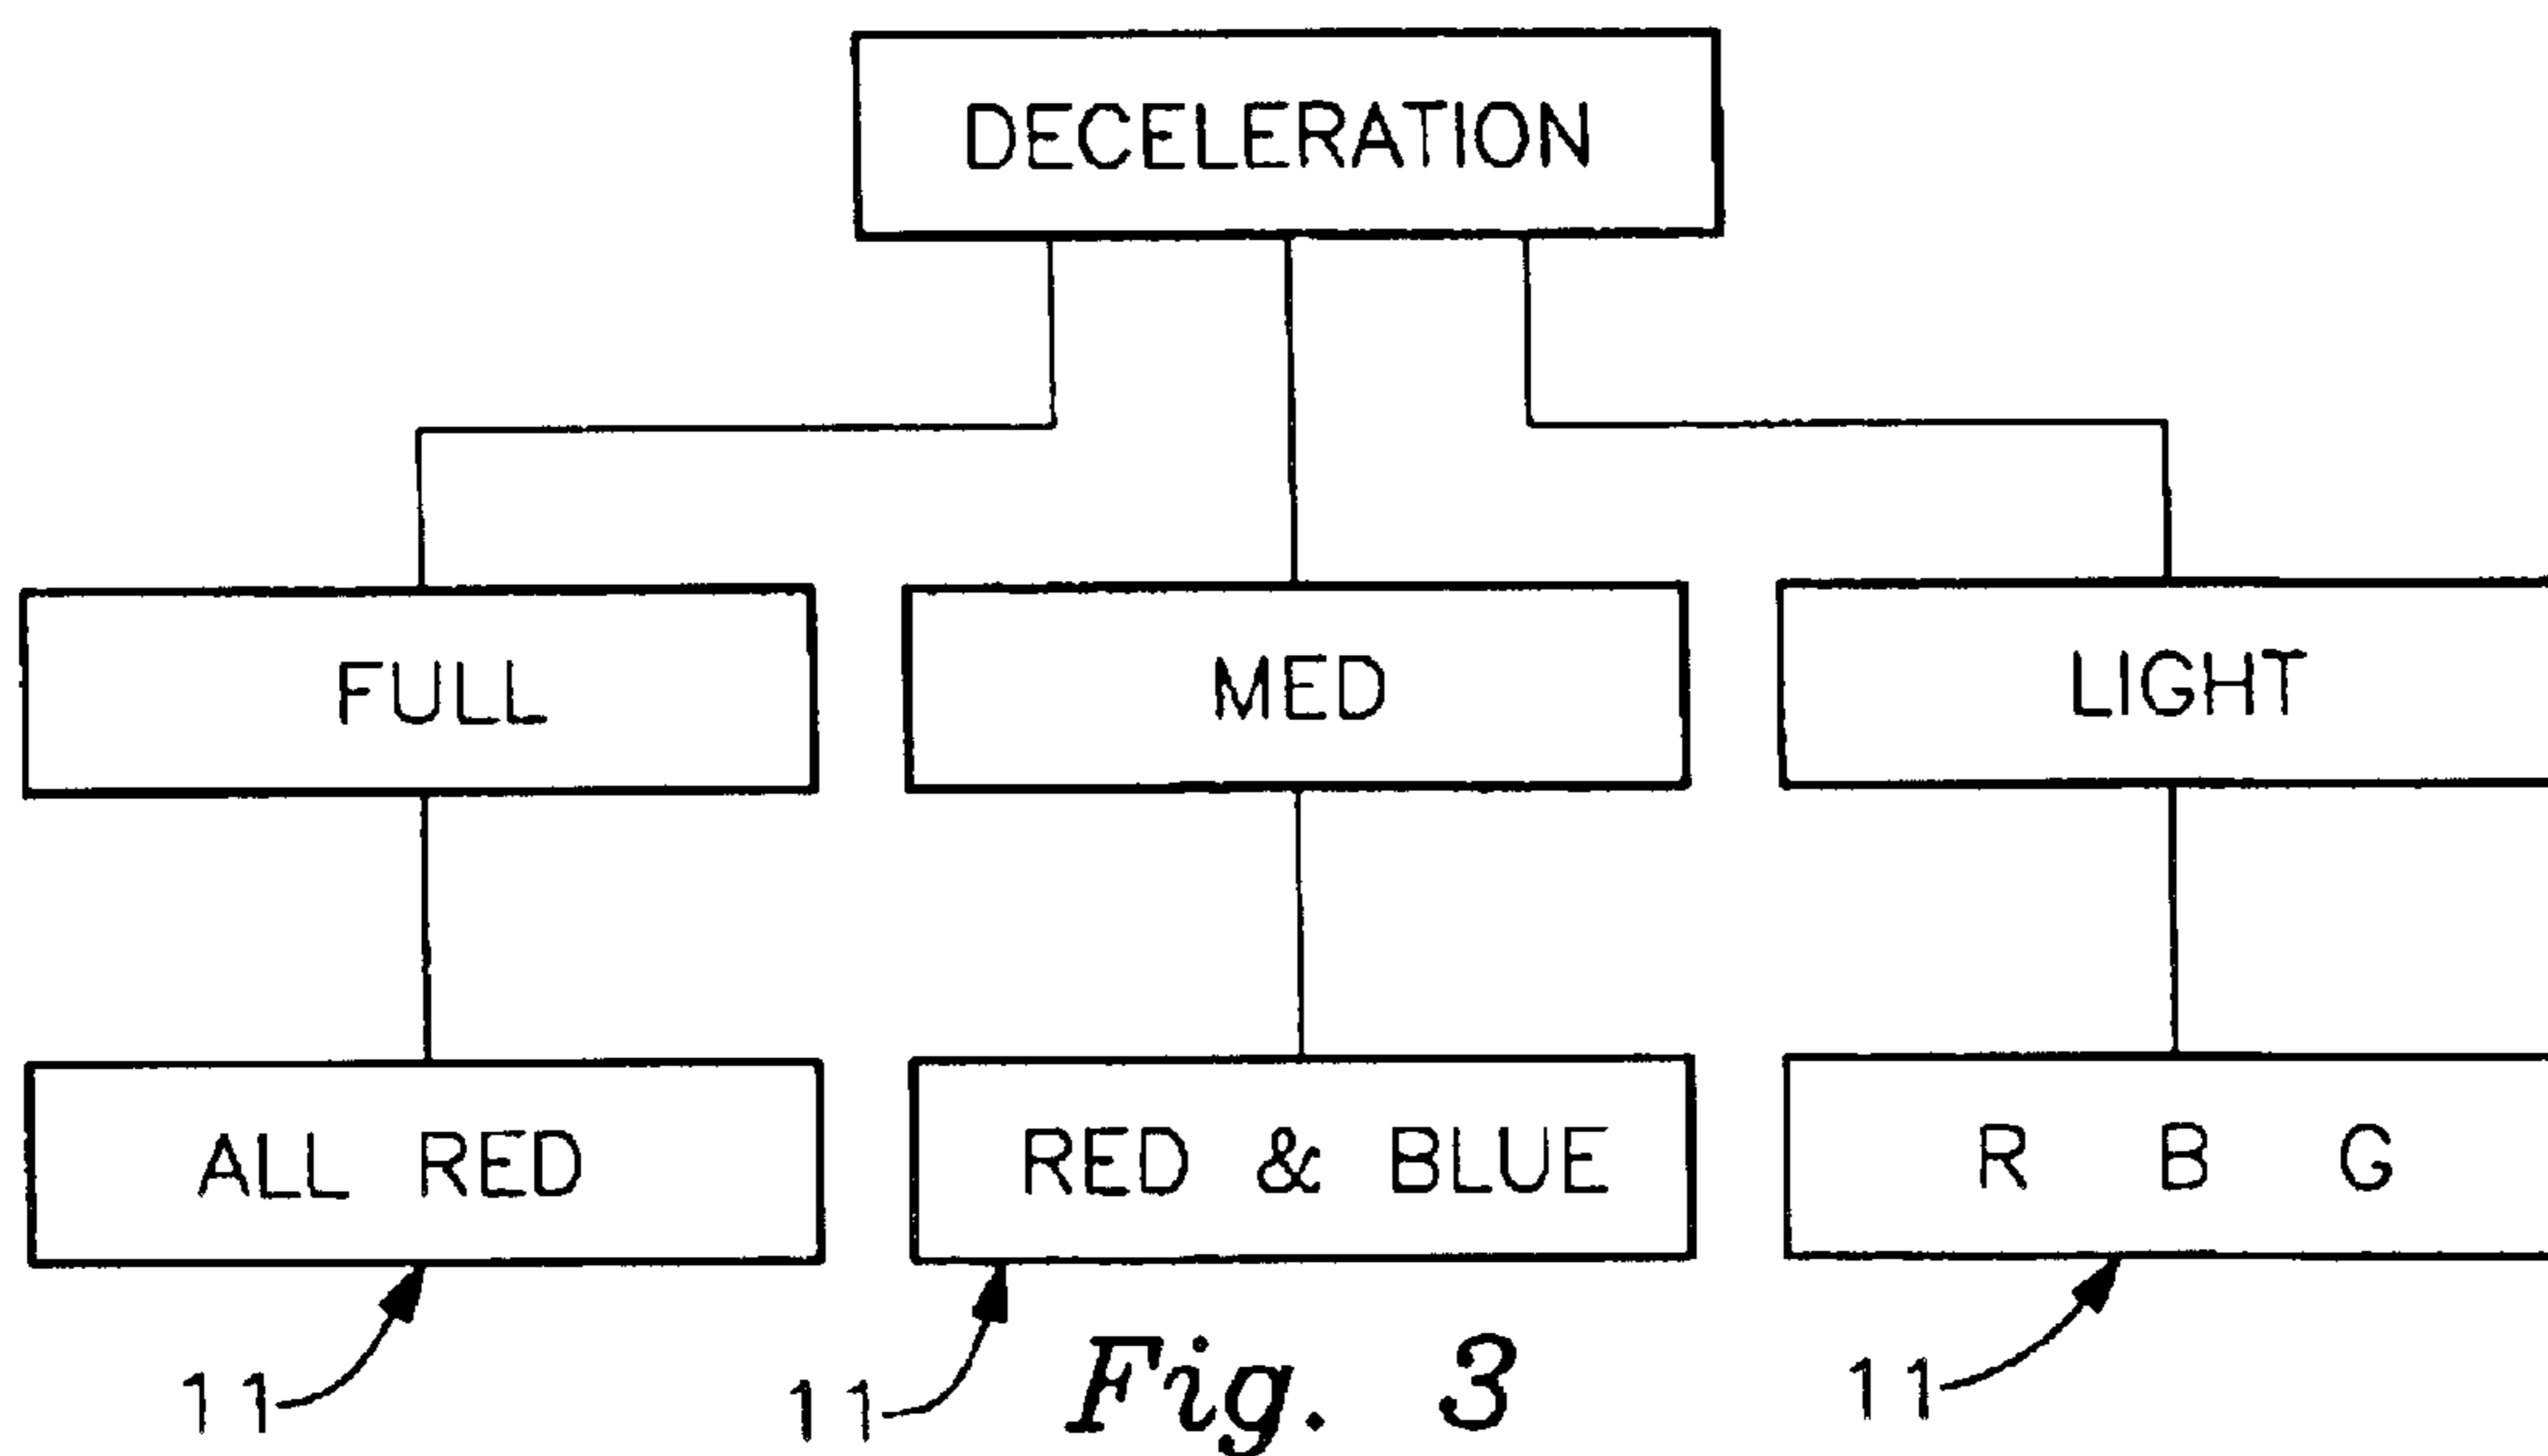 DECELERATION
FULL
MED
LIGHT
ALL RED
RED & BLUE
R B G
11
11
Fig. 3
11